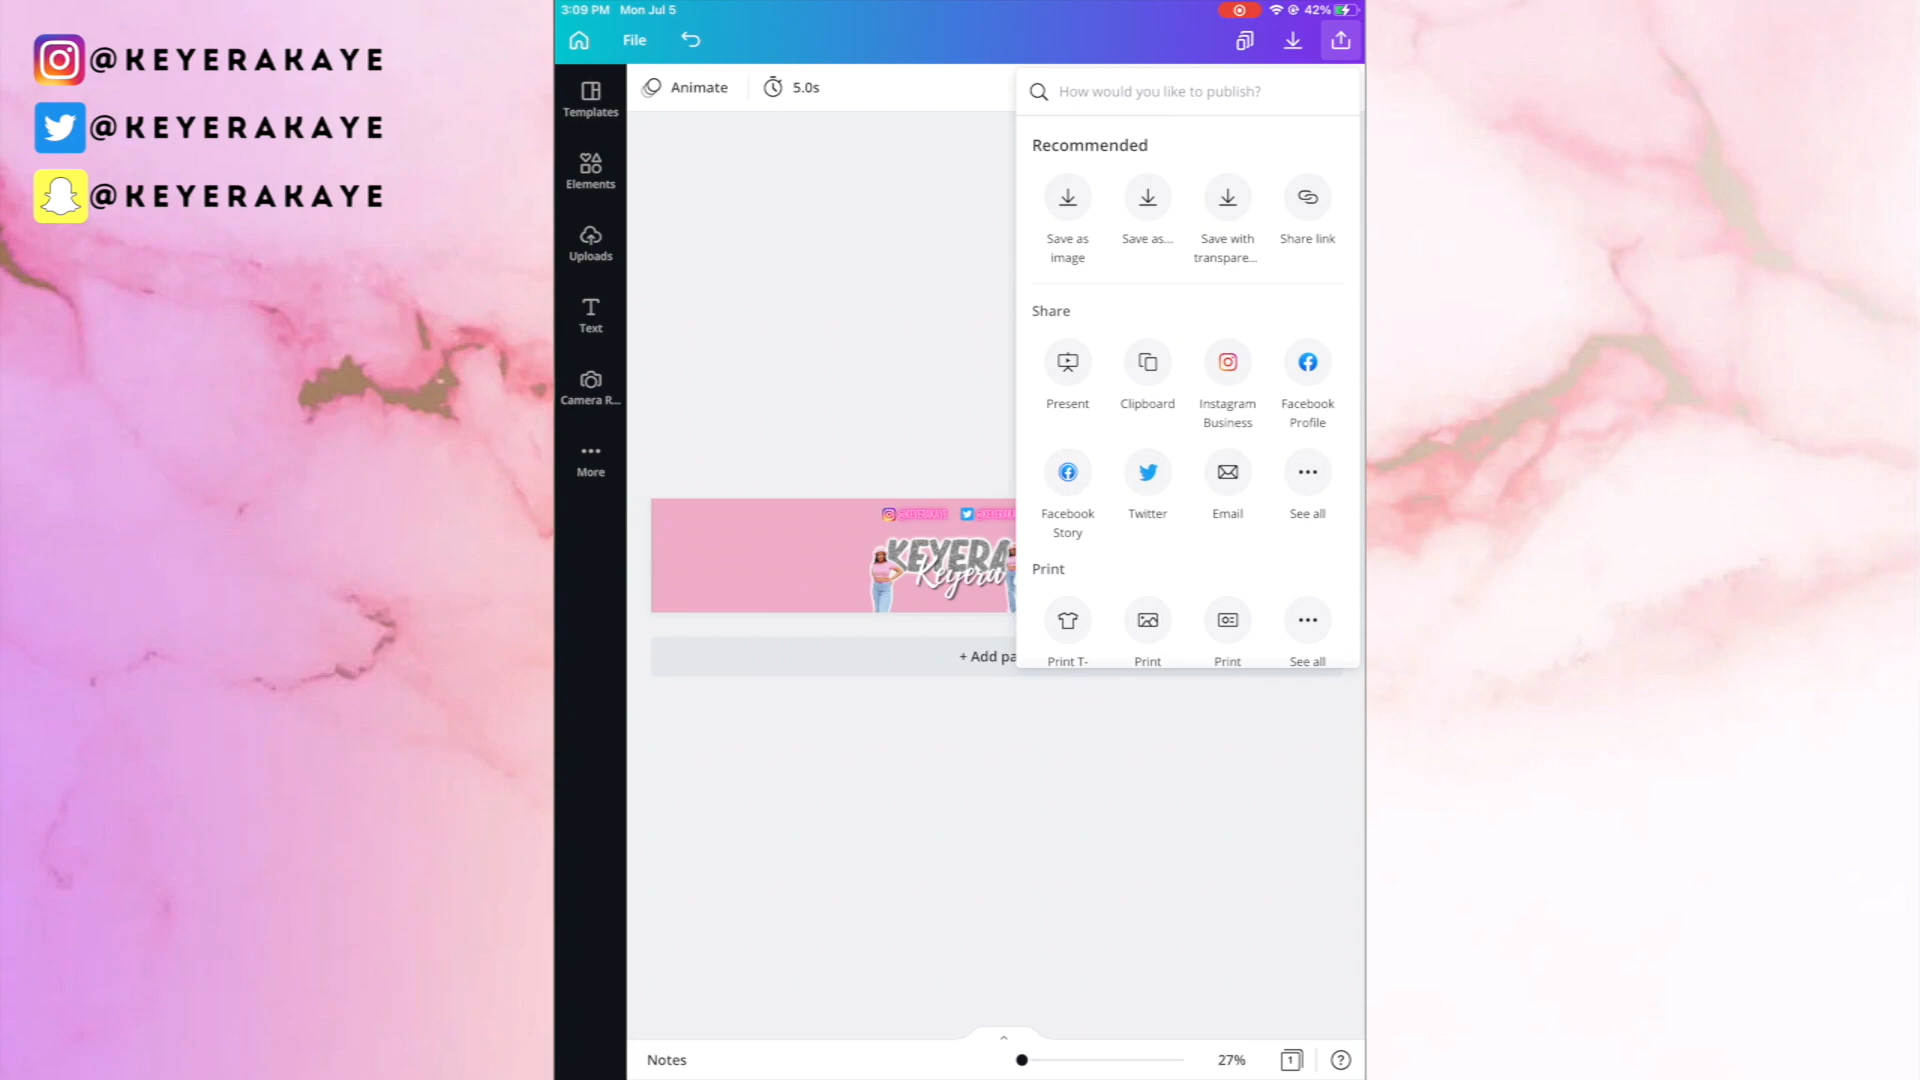 @KEYERAKAYE
@KEYERAKAYE
@KEYERAKAYE
3:09 PM Mon Jul 5
42%
File
Templates
Elements
Uploads
Text
Camera R...
More
Animate
5.0s
How would you like to publish?
Recommended
Save as image
Save as...
Save with transpare...
Share link
Share
Present
Clipboard
Instagram Business
Facebook Profile
Facebook Story
Twitter
Email
See all
Print
Print T-
Print
Print
See all
@KEYERAKAYE
KEYERA
Keyera
+ Add pa
Notes
27%
1
?